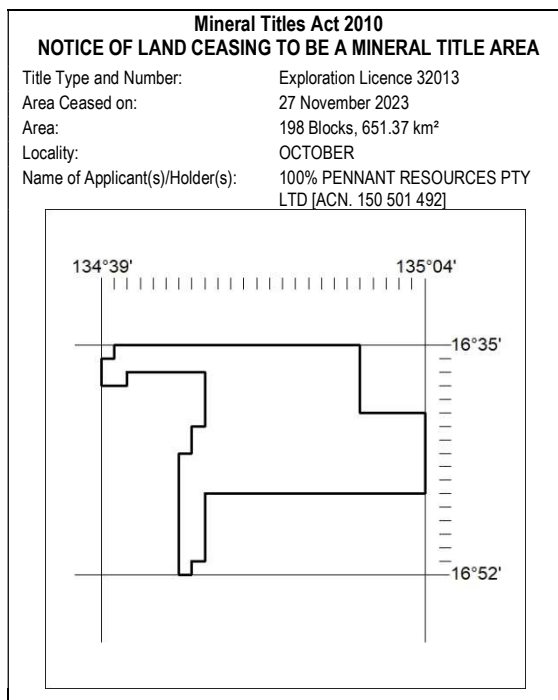 Mineral Titles Act 2010
NOTICE OF LAND CEASING TO BE A MINERAL TITLE AREA
Title Type and Number: Exploration Licence 32013
Area Ceased on: 27 November 2023
Area: 198 Blocks, 651.37 km²
Locality: OCTOBER
Name of Applicant(s)/Holder(s): 100% PENNANT RESOURCES PTY
LTD [ACN. 150 501 492]
134°39' 135°04'
16°35'
16°52'